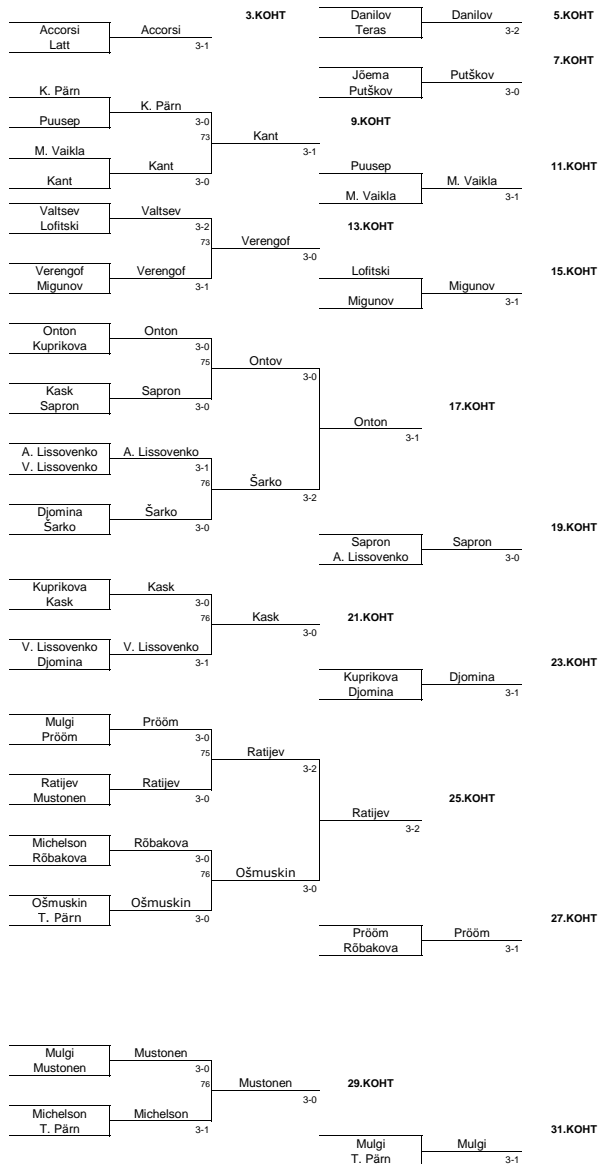 3.KOHT
Danilov Danilov 5.KOHT
Accorsi Accorsi Teras 3-2
Latt 3-1
7.KOHT
Jõema Putškov
K. Pärn Putškov 3-0
K. Pärn
Puusep 3-0 9.KOHT
73 Kant
M. Vaikla 3-1
Kant Puusep 11.KOHT
Kant 3-0 M. Vaikla
M. Vaikla 3-1
Valtsev Valtsev
Lofitski 3-2 13.KOHT
73 Verengof
3-0
Verengof Verengof Lofitski 15.KOHT
Migunov 3-1 Migunov
Migunov 3-1
Onton Onton
Kuprikova 3-0
75 Ontov
3-0
Kask Sapron
Sapron 3-0 17.KOHT
Onton
3-1
A. Lissovenko A. Lissovenko
V. Lissovenko 3-1
76 Šarko
3-2
Djomina Šarko
Šarko 3-0 19.KOHT
Sapron Sapron
A. Lissovenko 3-0
Kuprikova Kask
Kask 3-0
76 Kask 21.KOHT
3-0
V. Lissovenko V. Lissovenko
Djomina 3-1 23.KOHT
Kuprikova Djomina
Djomina 3-1
Mulgi Prööm
Prööm 3-0
75 Ratijev
3-2
Ratijev Ratijev
Mustonen 3-0 25.KOHT
Ratijev
3-2
Michelson Rõbakova
Rõbakova 3-0
76 Ošmuskin
3-0
Ošmuskin Ošmuskin
T. Pärn 3-0
27.KOHT
Prööm Prööm
Rõbakova 3-1
Mulgi Mustonen
Mustonen 3-0
76 Mustonen 29.KOHT
3-0
Michelson Michelson
T. Pärn 3-1 31.KOHT
Mulgi Mulgi
T. Pärn 3-1